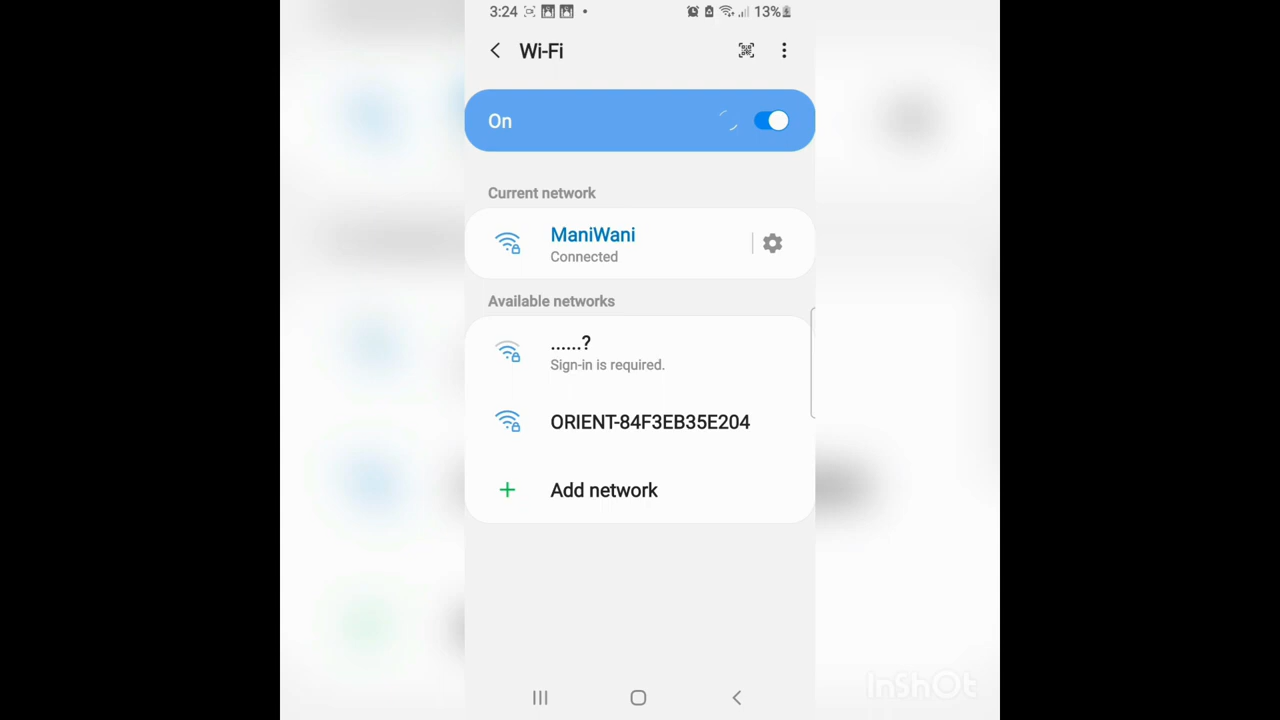 3:24 13%
Wi-Fi
On
Current network
ManiWani
Connected
Available networks
......?
Sign-in is required.
ORIENT-84F3EB35E204
Add network
InShOt